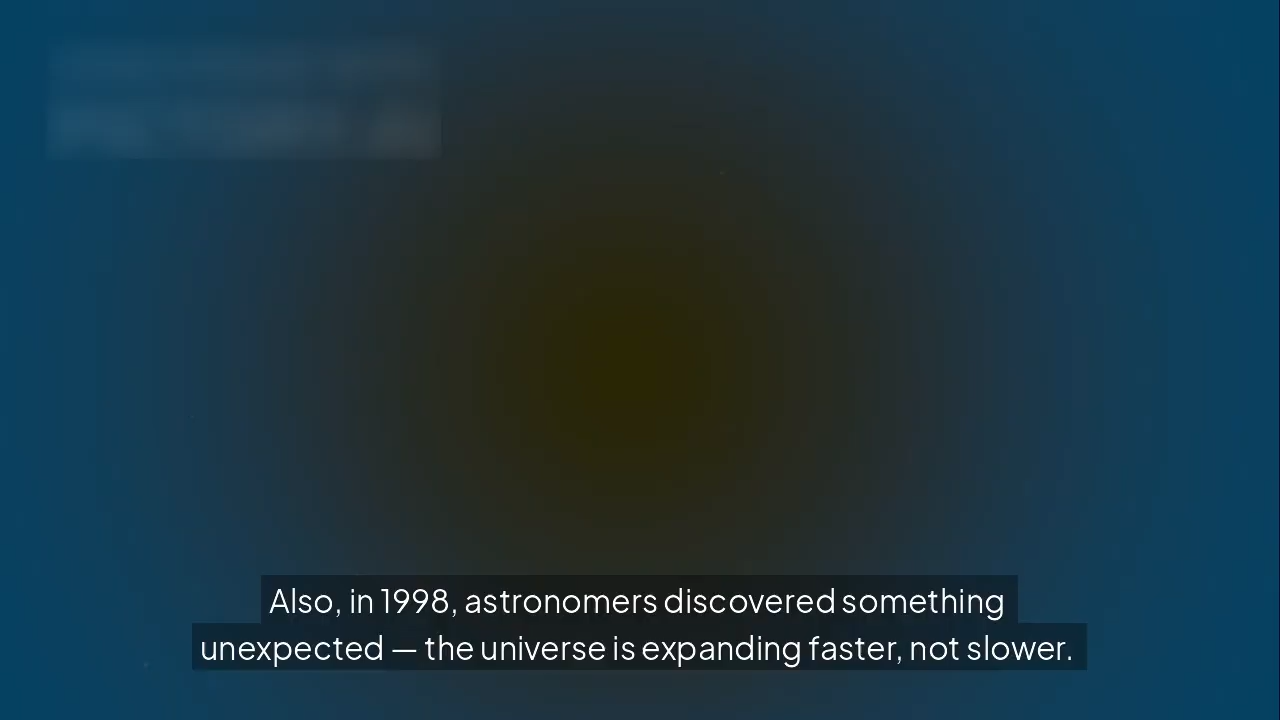 Also, in 1998, astronomers discovered something
unexpected — the universe is expanding faster, not slower.